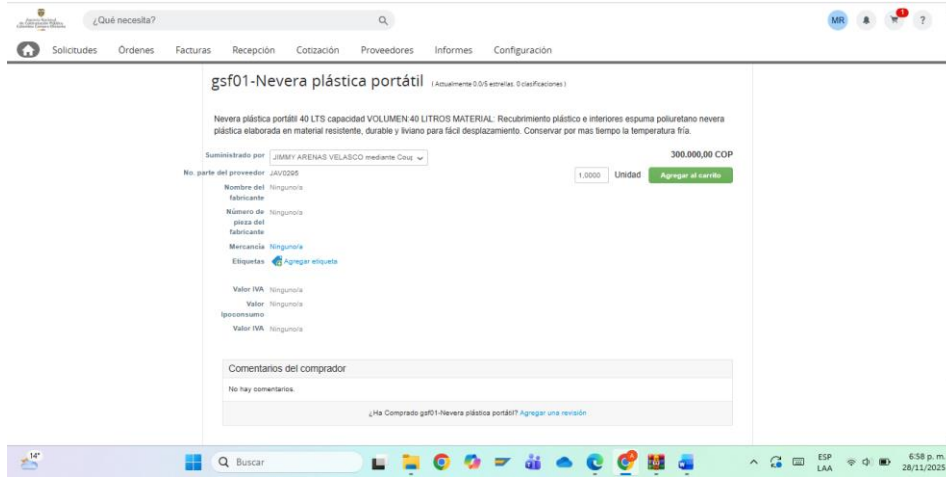 ¿Qué necesita?
MR
1
?
Solicitudes Órdenes Facturas Recepción Cotización Proveedores Informes Configuración
gsf01-Nevera plástica portátil ( Actualmente 0.0/5 estrellas. 0 clasificaciones )
Nevera plástica portátil 40 LTS capacidad VOLUMEN:40 LITROS MATERIAL: Recubrimiento plástico e interiores espuma poliuretano nevera
plástica elaborada en material resistente, durable y liviano para fácil desplazamiento. Conservar por mas tiempo la temperatura fría.
Suministrado por JIMMY ARENAS VELASCO mediante Coup 300.000,00 COP
No. parte del proveedor JAV0295 1,0000 Unidad Agregar al carrito
Nombre del Ninguno/a
fabricante
Número de Ninguno/a
pieza del
fabricante
Mercancía Ninguno/a
Etiquetas Agregar etiqueta
Valor IVA Ninguno/a
Valor Ninguno/a
Ipoconsumo
Valor IVA Ninguno/a
Comentarios del comprador
No hay comentarios.
¿Ha Comprado gsf01-Nevera plástica portátil? Agregar una revisión
14°
Buscar
ESP
LAA
6:58 p. m.
28/11/2025